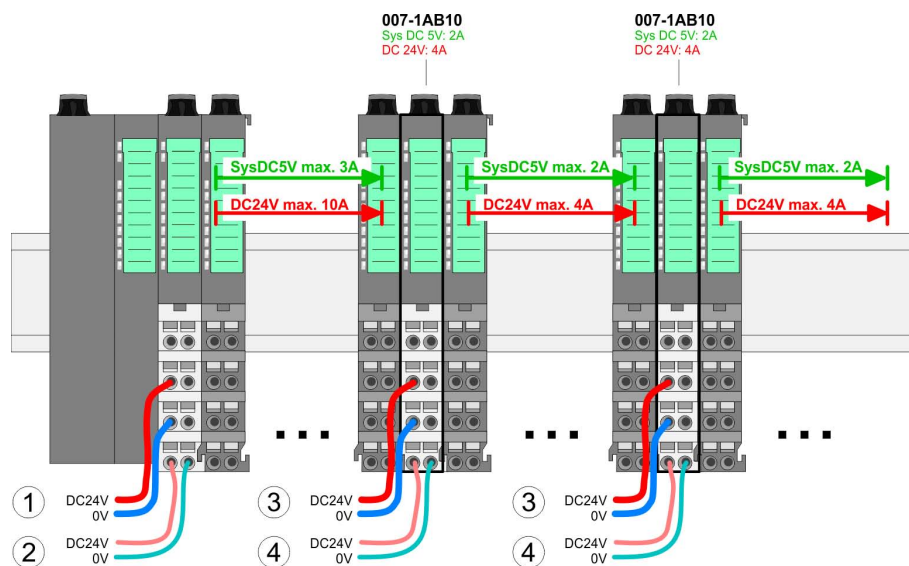 007-1AB10
Sys DC 5V: 2A
DC 24V: 4A
007-1AB10
Sys DC 5V: 2A
DC 24V: 4A
SysDC5V max. 3A
SysDC5V max. 2A
SysDC5V max. 2A
DC24V max. 10A
DC24V max. 4A
DC24V max. 4A
1
DC24V
0V
2
DC24V
0V
3
DC24V
0V
4
DC24V
0V
3
DC24V
0V
4
DC24V
0V